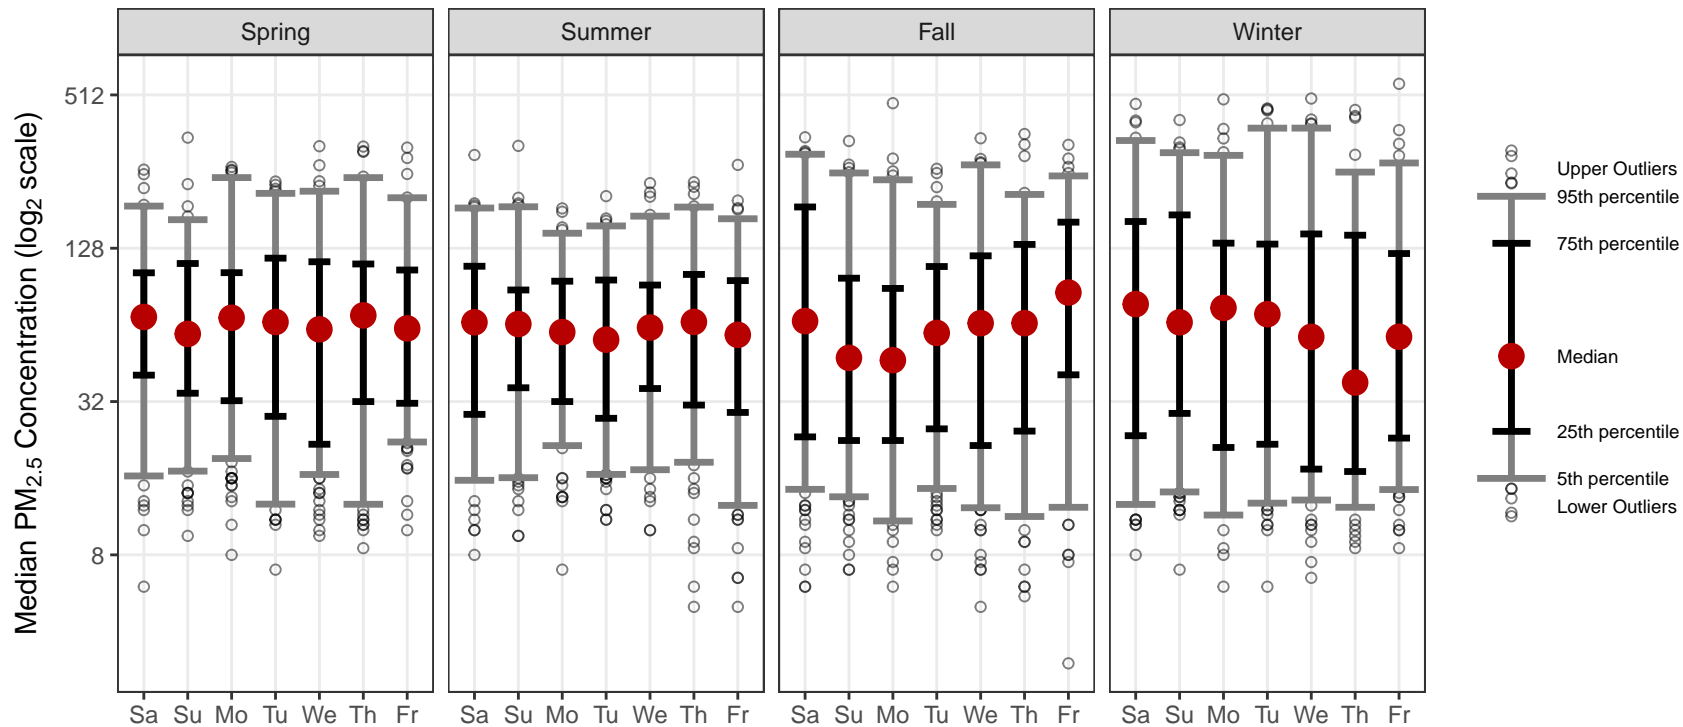 Spring Summer Fall Winter
Median PM2.5 Concentration (log2 scale)
512
128
32
8
Sa Su Mo Tu We Th Fr Sa Su Mo Tu We Th Fr Sa Su Mo Tu We Th Fr Sa Su Mo Tu We Th Fr
Upper Outliers
95th percentile
75th percentile
Median
25th percentile
5th percentile
Lower Outliers